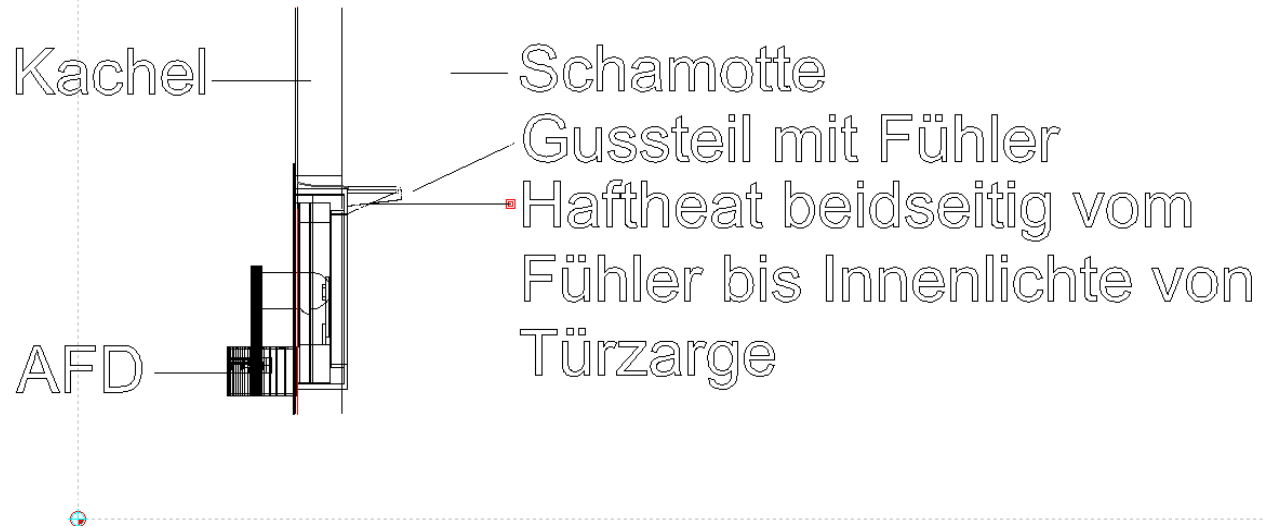 Kachel
Schamotte
Gussteil mit Fühler
Haftheat beidseitig vom
Fühler bis Innenlichte von
Türzarge
AFD